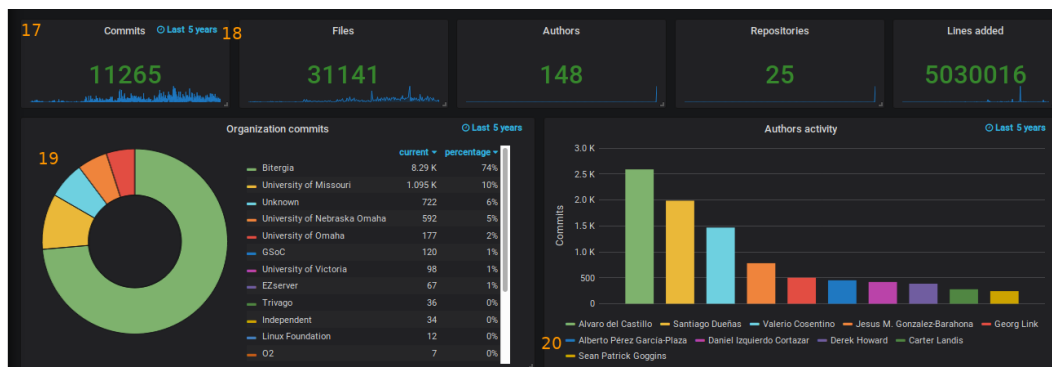 17 Commits Last 5 years 18 Files Authors Repositories Lines added
11265 31141 148 25 5030016
Organization commits Last 5 years
19
current percentage
Bitergia 8.29 K 74%
University of Missouri 1.095 K 10%
Unknown 722 6%
University of Nebraska Omaha 592 5%
University of Omaha 177 2%
GSoC 120 1%
University of Victoria 98 1%
EZserver 67 1%
Trivago 36 0%
Independent 34 0%
Linux Foundation 12 0%
O2 7 0%
Authors activity Last 5 years
3.0 K
2.5 K
2.0 K
1.5 K
1.0 K
500
0
Commits
Alvaro del Castillo Santiago Dueñas Valerio Cosentino Jesus M. Gonzalez-Barahona Georg Link
20 Alberto Pérez García-Plaza Daniel Izquierdo Cortazar Derek Howard Carter Landis
Sean Patrick Goggins